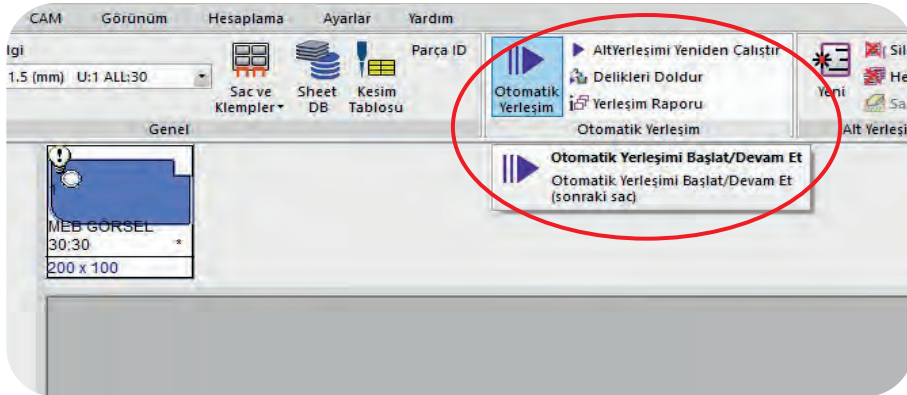 CAM Görünüm Hesaplama Ayarlar Yardım
lgi
1.5 (mm) U:1 ALL:30
Sac ve Klempler
Sheet DB
Kesim Tablosu
Parça ID
Genel
Otomatik Yerleşim
AltYerleşimi Yeniden Çalıştır
Delikleri Doldur
Yerleşim Raporu
Otomatik Yerleşim
Yeni
Sil
He
Sa
Alt Yerleşi
Otomatik Yerleşimi Başlat/Devam Et
Otomatik Yerleşimi Başlat/Devam Et
(sonraki sac)
MEB GÖRSEL
30:30 *
200 x 100